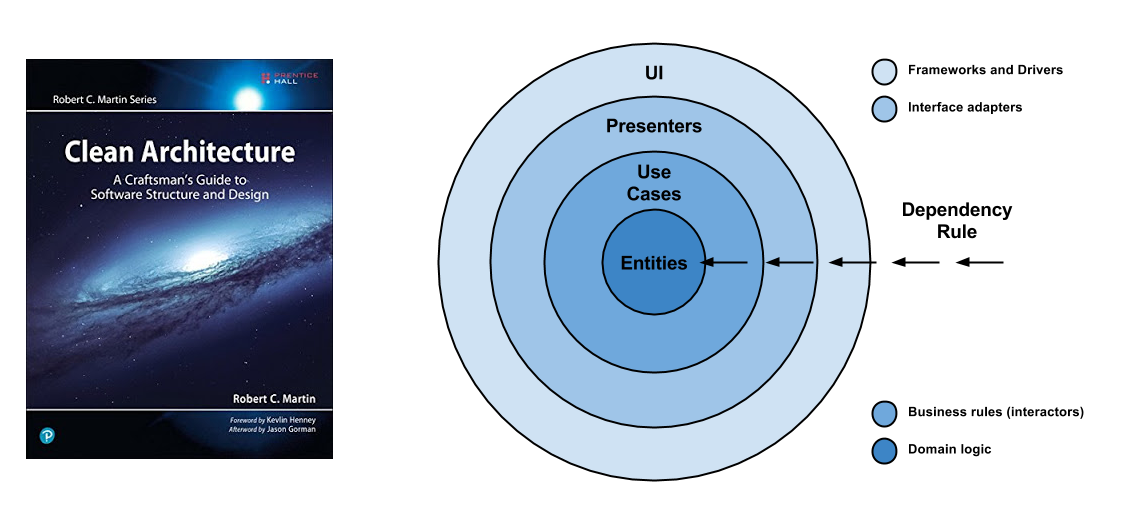 PRENTICE
HALL
Robert C. Martin Series
Clean Architecture
A Craftsman's Guide to
Software Structure and Design
Robert C. Martin
Foreword by Kevlin Henney
Afterword by Jason Gorman
P
UI
Presenters
Use
Cases
Entities
Frameworks and Drivers
Interface adapters
Dependency
Rule
Business rules (interactors)
Domain logic